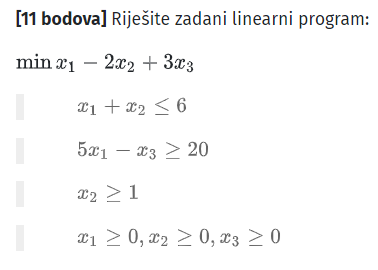 [11 bodova] Riješite zadani linearni program:
min x₁ − 2x₂ + 3x₃
x₁ + x₂ ≤ 6
5x₁ − x₃ ≥ 20
x₂ ≥ 1
x₁ ≥ 0, x₂ ≥ 0, x₃ ≥ 0